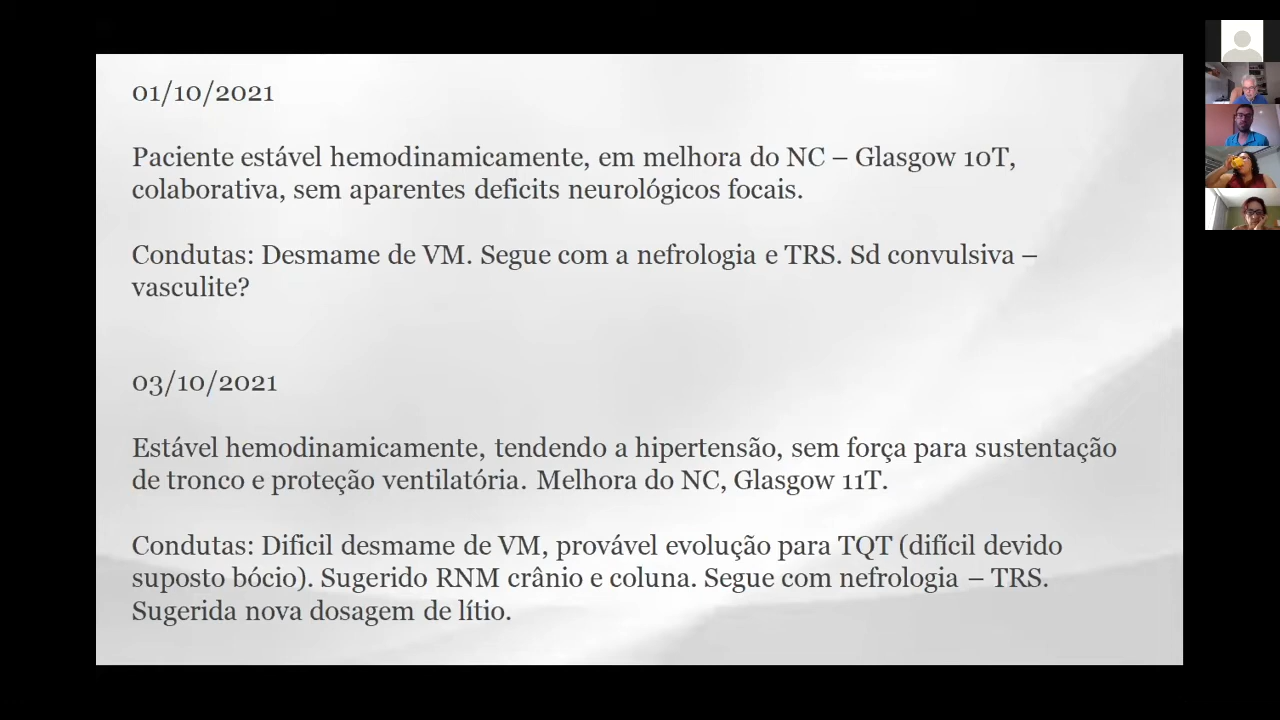 01/10/2021
Paciente estável hemodinamicamente, em melhora do NC – Glasgow 10T,
colaborativa, sem aparentes deficits neurológicos focais.
Condutas: Desmame de VM. Segue com a nefrologia e TRS. Sd convulsiva –
vasculite?
03/10/2021
Estável hemodinamicamente, tendendo a hipertensão, sem força para sustentação
de tronco e proteção ventilatória. Melhora do NC, Glasgow 11T.
Condutas: Dificil desmame de VM, provável evolução para TQT (difícil devido
suposto bócio). Sugerido RNM crânio e coluna. Segue com nefrologia – TRS.
Sugerida nova dosagem de lítio.